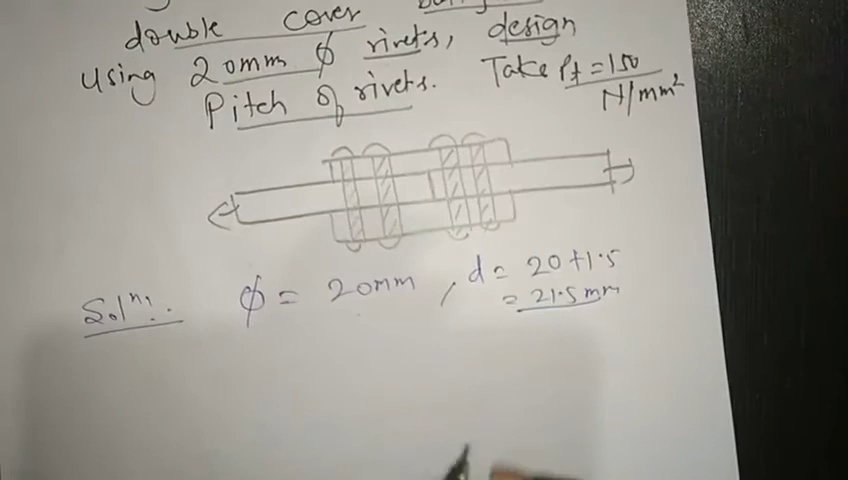 double cover
Using 20mm ϕ rivets, design
Pitch of rivets. Take Pt = 150
N/mm²
Solⁿ:. ϕ = 20mm, d = 20+1.5
= 21.5mm